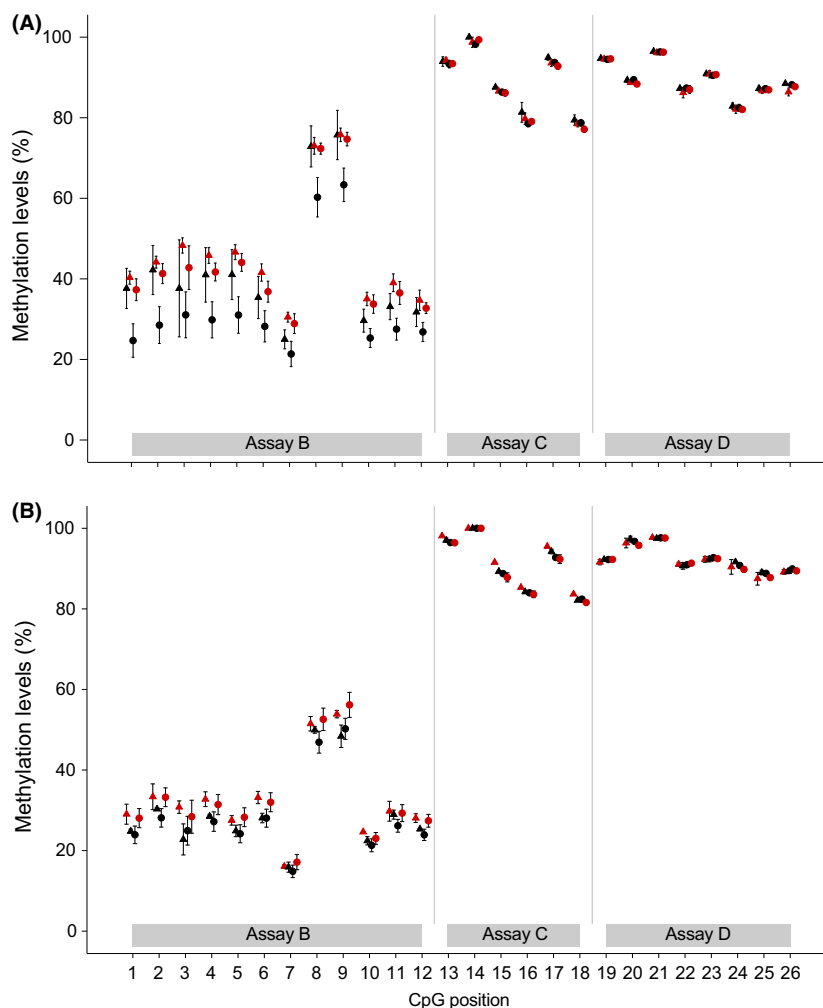 (A)
Methylation levels (%)
100
80
60
40
20
0
Assay B Assay C Assay D
(B)
Methylation levels (%)
100
80
60
40
20
0
Assay B Assay C Assay D
1 2 3 4 5 6 7 8 9 10 11 12 13 14 15 16 17 18 19 20 21 22 23 24 25 26
CpG position